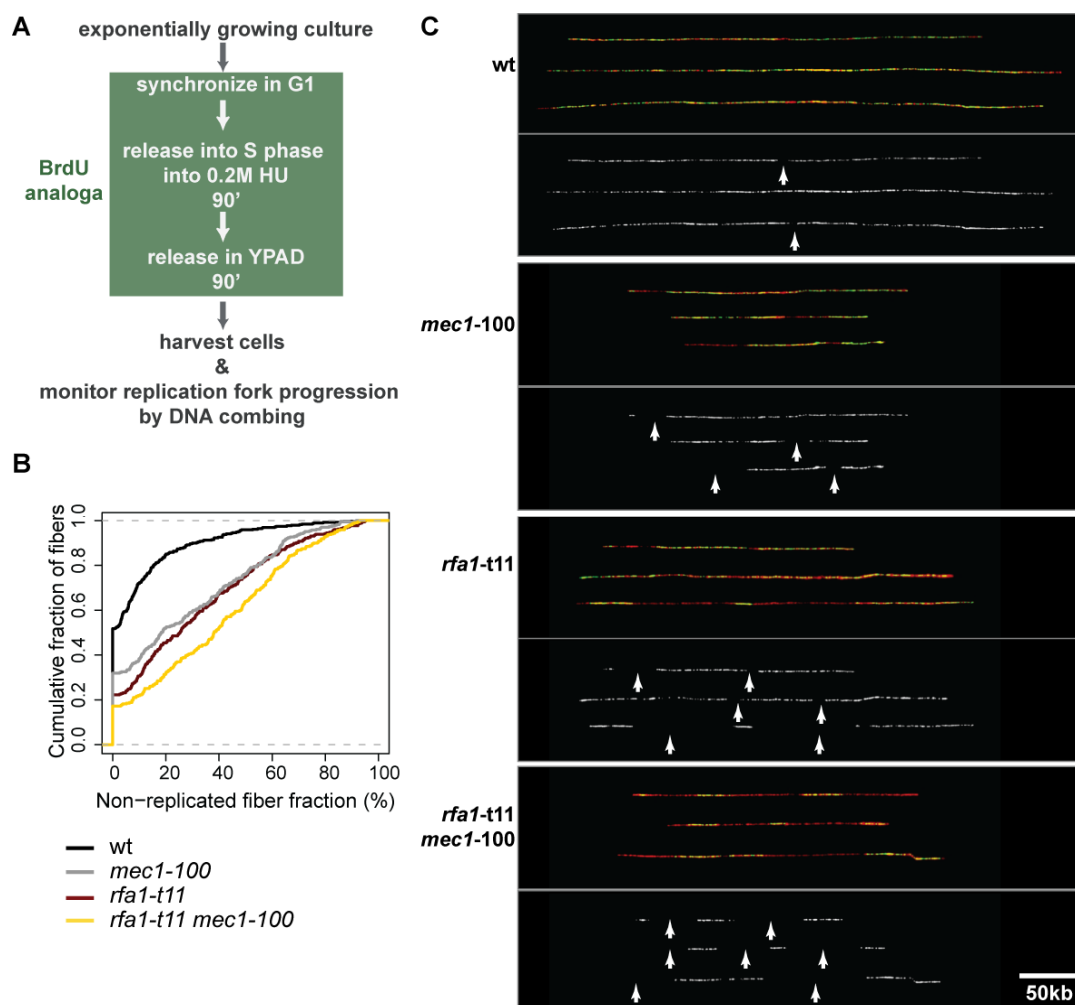 A
exponentially growing culture
synchronize in G1
release into S phase
into 0.2M HU
90’
BrdU
analoga
release in YPAD
90’
harvest cells
&
monitor replication fork progression
by DNA combing
B
Cumulative fraction of fibers
0.0 0.2 0.4 0.6 0.8 1.0
0 20 40 60 80 100
Non−replicated fiber fraction (%)
wt
mec1-100
rfa1-t11
rfa1-t11 mec1-100
C
wt
mec1-100
rfa1-t11
rfa1-t11
mec1-100
50kb